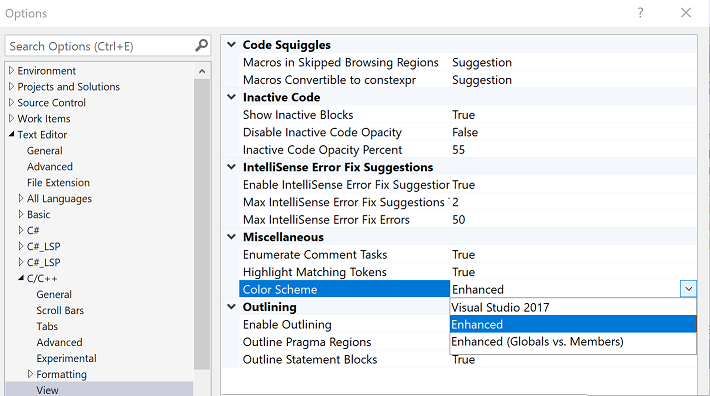 Options
Search Options (Ctrl+E)
Environment
Projects and Solutions
Source Control
Work Items
Text Editor
General
Advanced
File Extension
All Languages
Basic
C#
C#_LSP
C#_LSP
C/C++
General
Scroll Bars
Tabs
Advanced
Experimental
Formatting
View
Code Squiggles
Macros in Skipped Browsing Regions Suggestion
Macros Convertible to constexpr Suggestion
Inactive Code
Show Inactive Blocks True
Disable Inactive Code Opacity False
Inactive Code Opacity Percent 55
IntelliSense Error Fix Suggestions
Enable IntelliSense Error Fix Suggestion True
Max IntelliSense Error Fix Suggestions 2
Max IntelliSense Error Fix Errors 50
Miscellaneous
Enumerate Comment Tasks True
Highlight Matching Tokens True
Color Scheme Enhanced
Visual Studio 2017
Enhanced
Enhanced (Globals vs. Members)
Outlining
Enable Outlining
Outline Pragma Regions
Outline Statement Blocks True